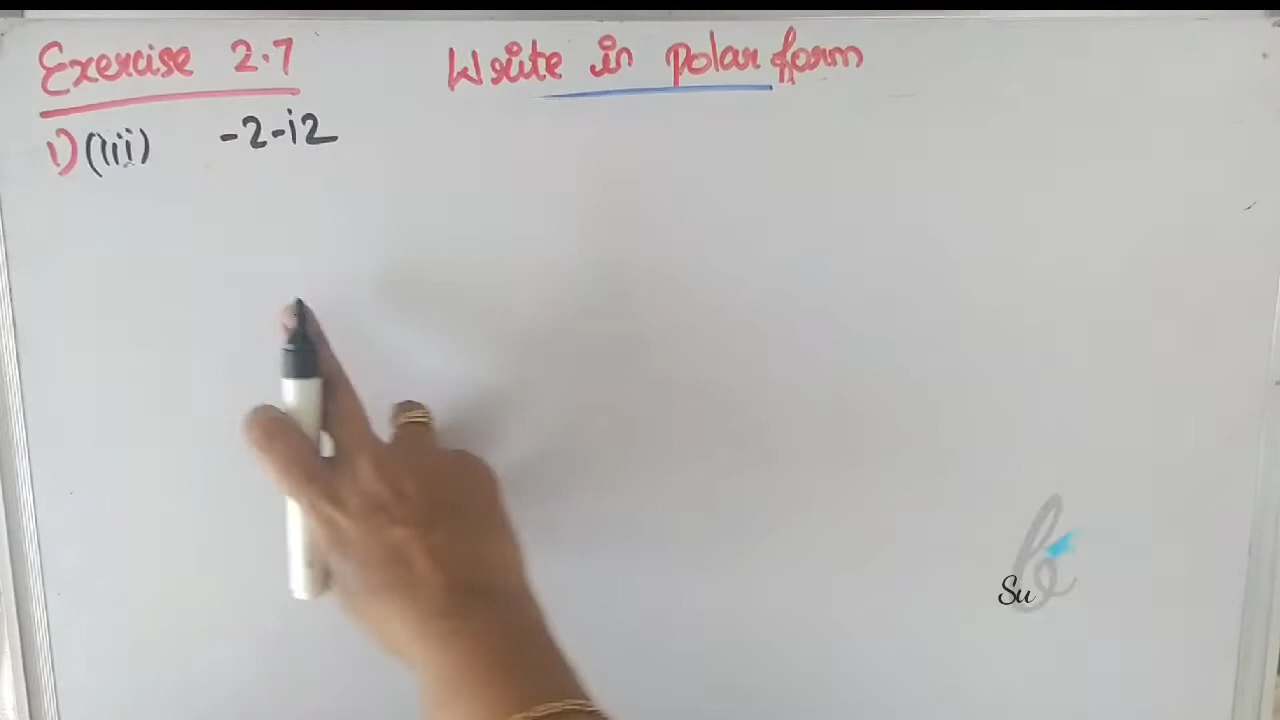 Exercise 2.7 Write in polar form
1) (iii) -2-i2
Su